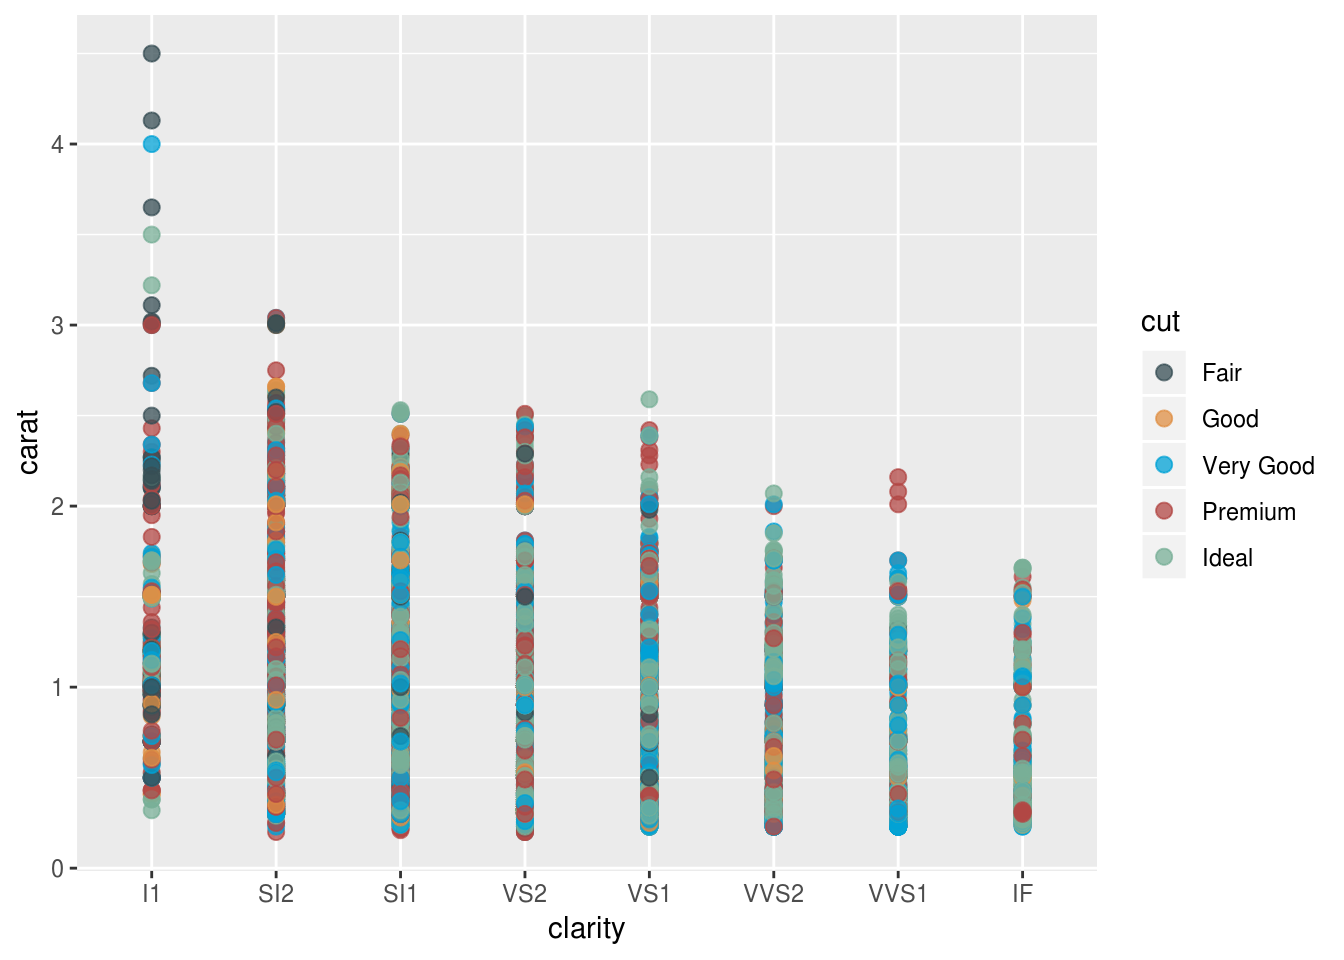 4
3
2
1
0
carat
I1 SI2 SI1 VS2 VS1 VVS2 VVS1 IF
clarity
cut
Fair
Good
Very Good
Premium
Ideal